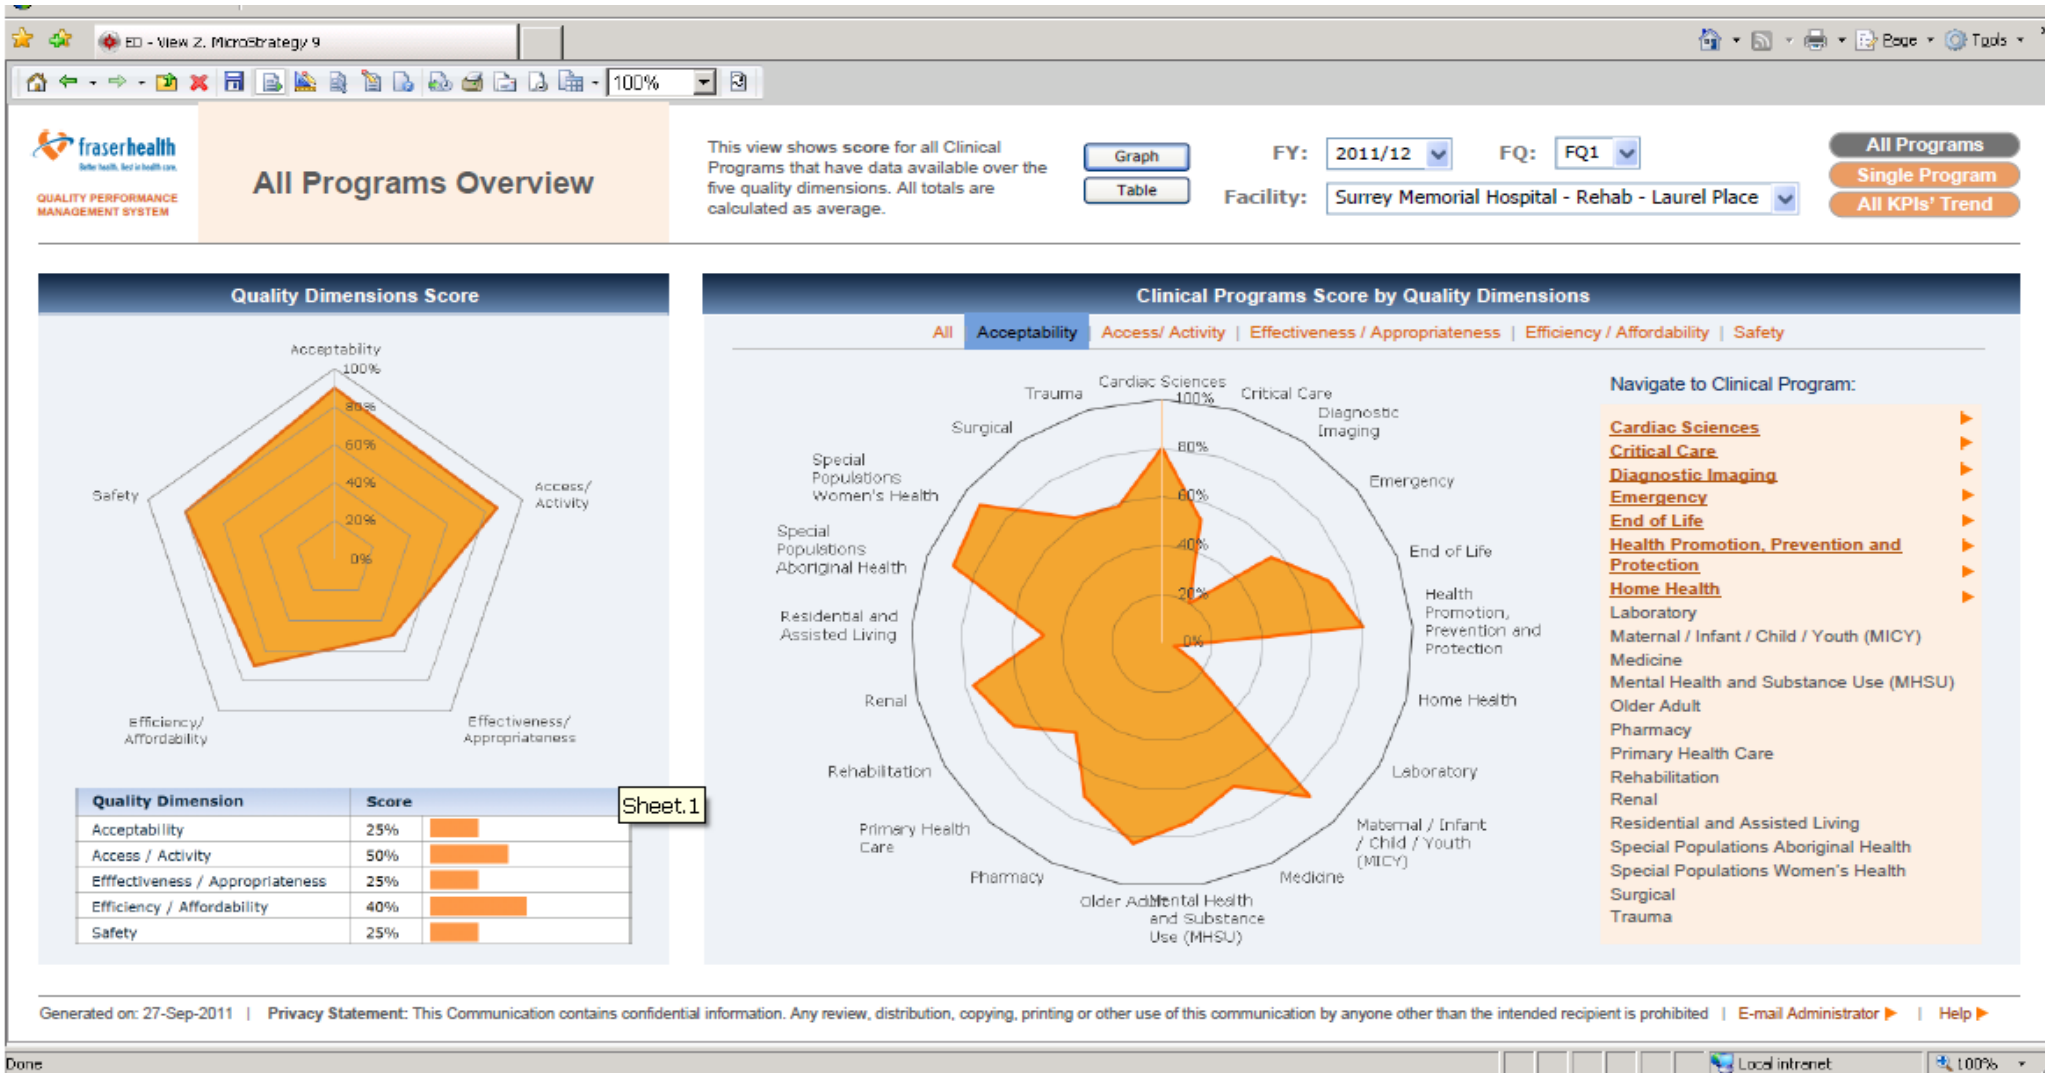 ED - View 2. MicroStrategy 9
Page
Tools
100%
fraserhealth
Better health. Best in health care.
QUALITY PERFORMANCE
MANAGEMENT SYSTEM
All Programs Overview
This view shows score for all Clinical
Programs that have data available over the
five quality dimensions. All totals are
calculated as average.
Graph
Table
FY:
2011/12
FQ:
FQ1
Facility:
Surrey Memorial Hospital - Rehab - Laurel Place
All Programs
Single Program
All KPIs' Trend
Quality Dimensions Score
Acceptability
100%
80%
60%
40%
20%
0%
Safety
Access/
Activity
Efficiency/
Affordability
Effectiveness/
Appropriateness
Quality Dimension Score
Acceptability 25%
Access / Activity 50%
Efffectiveness / Appropriateness 25%
Efficiency / Affordability 40%
Safety 25%
Sheet.1
Clinical Programs Score by Quality Dimensions
All | Acceptability | Access/ Activity | Effectiveness / Appropriateness | Efficiency / Affordability | Safety
Cardiac Sciences
100%
80%
60%
40%
20%
0%
Critical Care
Diagnostic
Imaging
Emergency
End of Life
Health
Promotion,
Prevention and
Protection
Home Health
Laboratory
Maternal / Infant
/ Child / Youth
(MICY)
Medicine
Mental Health
and Substance
Use (MHSU)
Older Adult
Pharmacy
Primary Health
Care
Rehabilitation
Renal
Residential and
Assisted Living
Special
Populations
Aboriginal Health
Special
Populations
Women's Health
Surgical
Trauma
Navigate to Clinical Program:
Cardiac Sciences
Critical Care
Diagnostic Imaging
Emergency
End of Life
Health Promotion, Prevention and
Protection
Home Health
Laboratory
Maternal / Infant / Child / Youth (MICY)
Medicine
Mental Health and Substance Use (MHSU)
Older Adult
Pharmacy
Primary Health Care
Rehabilitation
Renal
Residential and Assisted Living
Special Populations Aboriginal Health
Special Populations Women's Health
Surgical
Trauma
Generated on: 27-Sep-2011 | Privacy Statement: This Communication contains confidential information. Any review, distribution, copying, printing or other use of this communication by anyone other than the intended recipient is prohibited | E-mail Administrator | Help
Done
Local intranet
100%